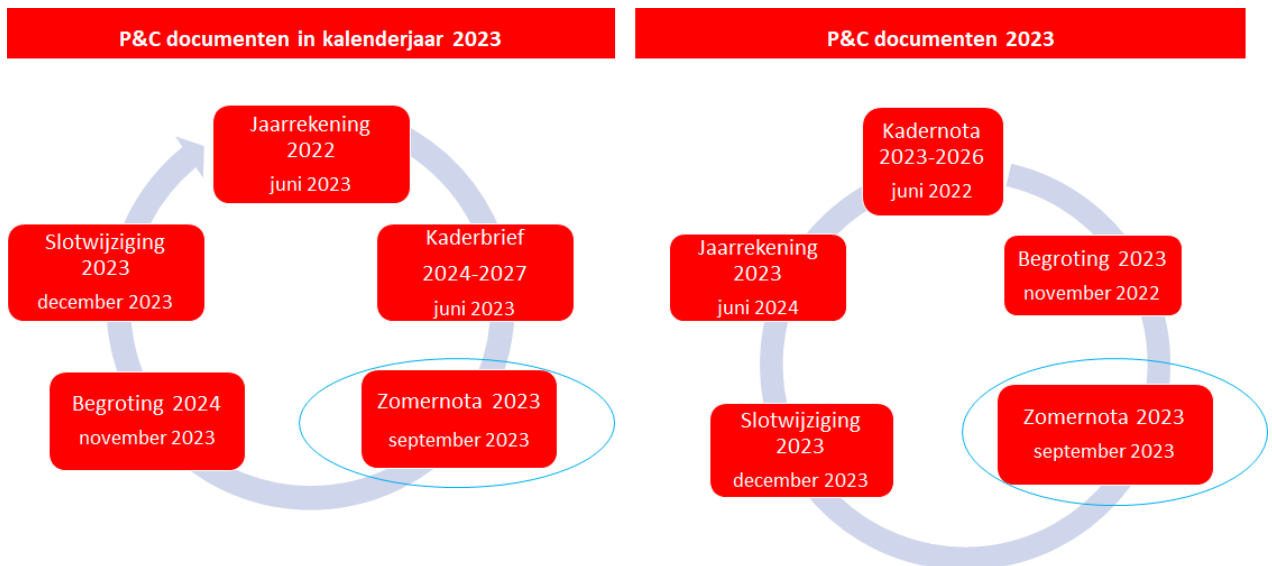 P&C documenten in kalenderjaar 2023
Jaarrekening
2022
juni 2023
Kaderbrief
2024-2027
juni 2023
Zomernota 2023
september 2023
Begroting 2024
november 2023
Slotwijziging
2023
december 2023
P&C documenten 2023
Kadernota
2023-2026
juni 2022
Begroting 2023
november 2022
Zomernota 2023
september 2023
Slotwijziging
2023
december 2023
Jaarrekening
2023
juni 2024